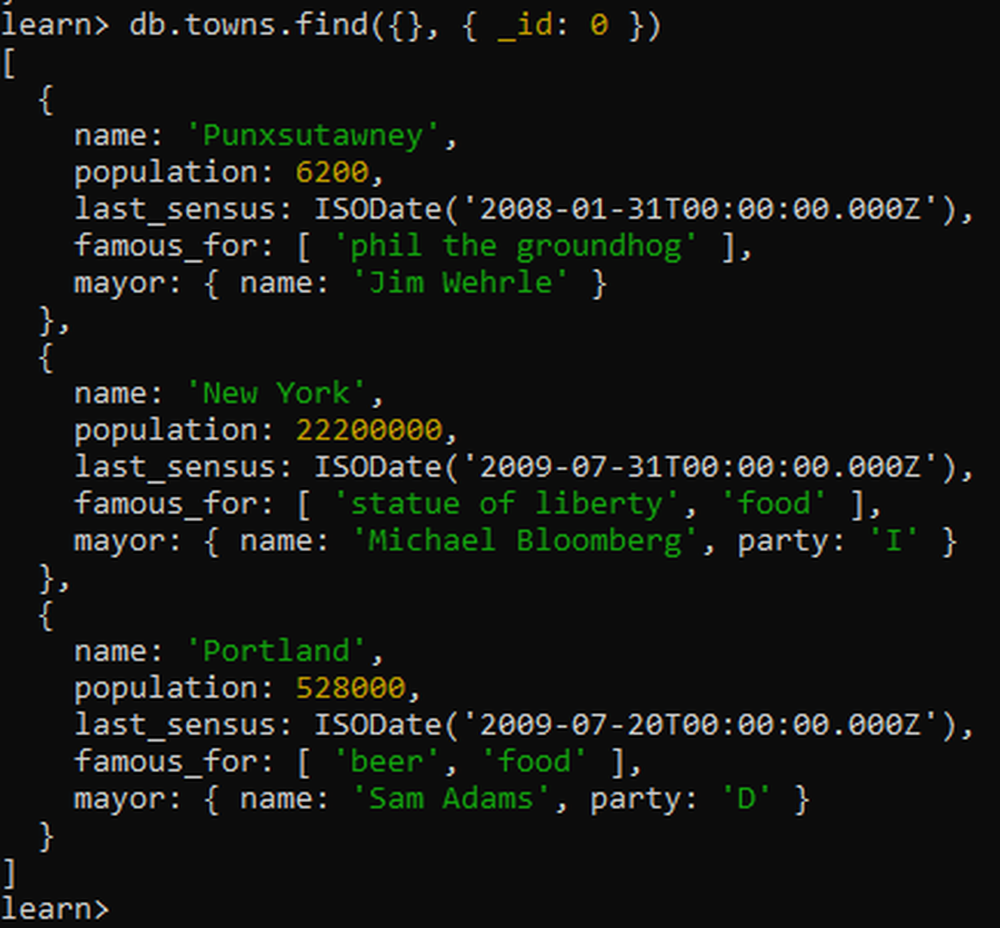 learn> db.towns.find({}, { _id: 0 })
[
  {
    name: 'Punxsutawney',
    population: 6200,
    last_sensus: ISODate('2008-01-31T00:00:00.000Z'),
    famous_for: [ 'phil the groundhog' ],
    mayor: { name: 'Jim Wehrle' }
  },
  {
    name: 'New York',
    population: 22200000,
    last_sensus: ISODate('2009-07-31T00:00:00.000Z'),
    famous_for: [ 'statue of liberty', 'food' ],
    mayor: { name: 'Michael Bloomberg', party: 'I' }
  },
  {
    name: 'Portland',
    population: 528000,
    last_sensus: ISODate('2009-07-20T00:00:00.000Z'),
    famous_for: [ 'beer', 'food' ],
    mayor: { name: 'Sam Adams', party: 'D' }
  }
]
learn>